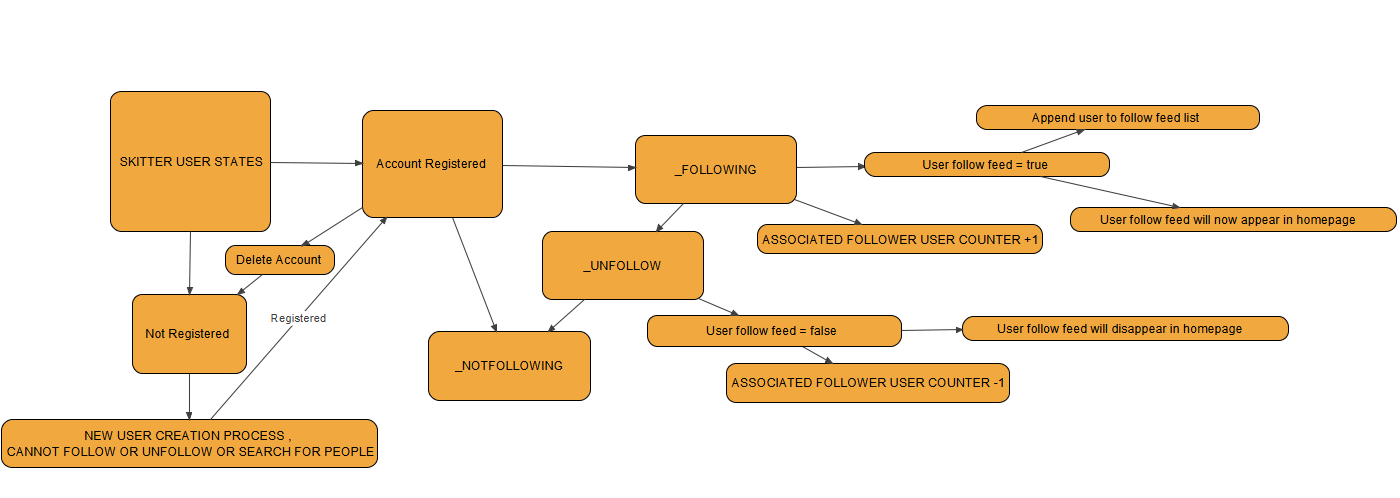 SKITTER USER STATES
Account Registered
_FOLLOWING
Append user to follow feed list
User follow feed = true
User follow feed will now appear in homepage
ASSOCIATED FOLLOWER USER COUNTER +1
Delete Account
_UNFOLLOW
Not Registered
Registered
User follow feed = false
User follow feed will disappear in homepage
_NOTFOLLOWING
ASSOCIATED FOLLOWER USER COUNTER -1
NEW USER CREATION PROCESS ,
CANNOT FOLLOW OR UNFOLLOW OR SEARCH FOR PEOPLE